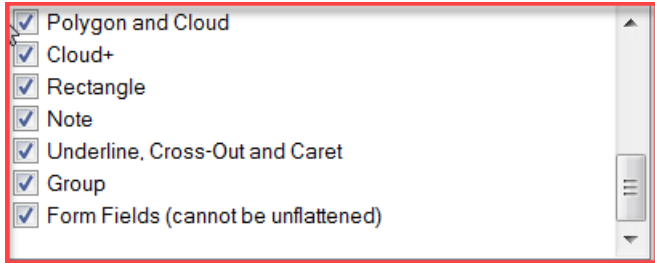 Polygon and Cloud
Cloud+
Rectangle
Note
Underline, Cross-Out and Caret
Group
Form Fields (cannot be unflattened)